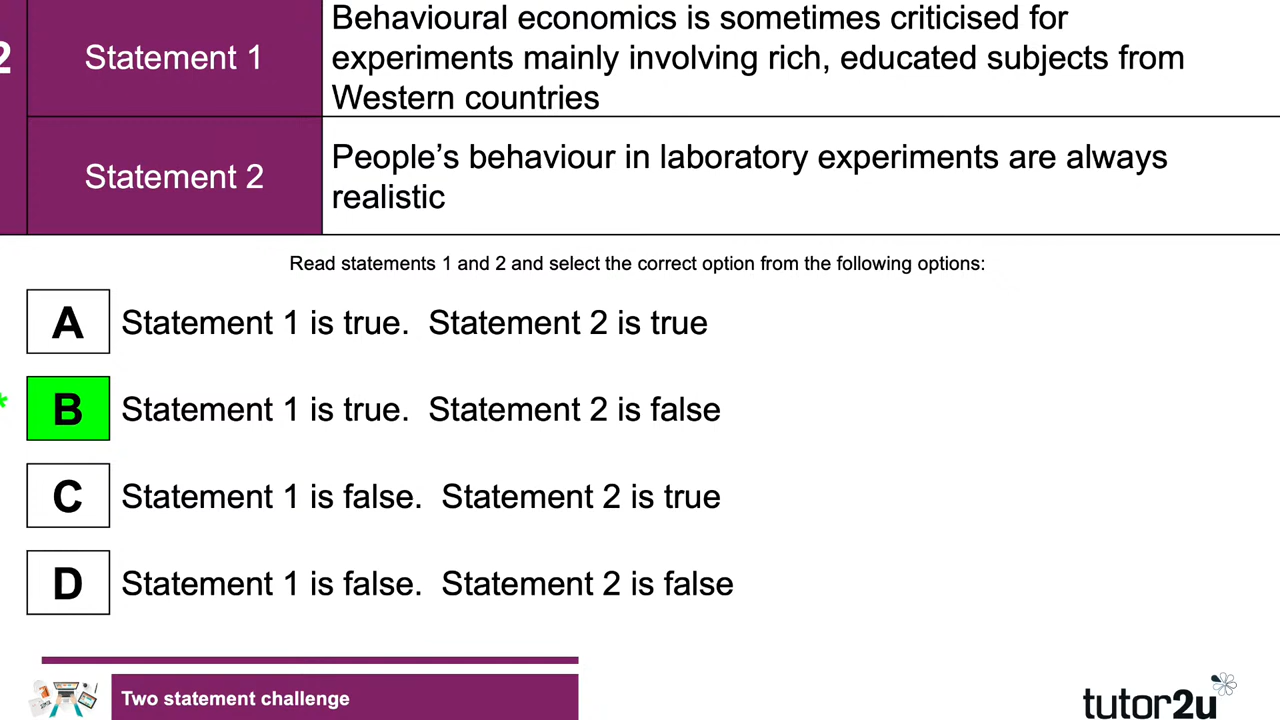 2
Statement 1
Behavioural economics is sometimes criticised for
experiments mainly involving rich, educated subjects from
Western countries
Statement 2
People’s behaviour in laboratory experiments are always
realistic
Read statements 1 and 2 and select the correct option from the following options:
A Statement 1 is true. Statement 2 is true
* B Statement 1 is true. Statement 2 is false
C Statement 1 is false. Statement 2 is true
D Statement 1 is false. Statement 2 is false
Two statement challenge
tutor2u